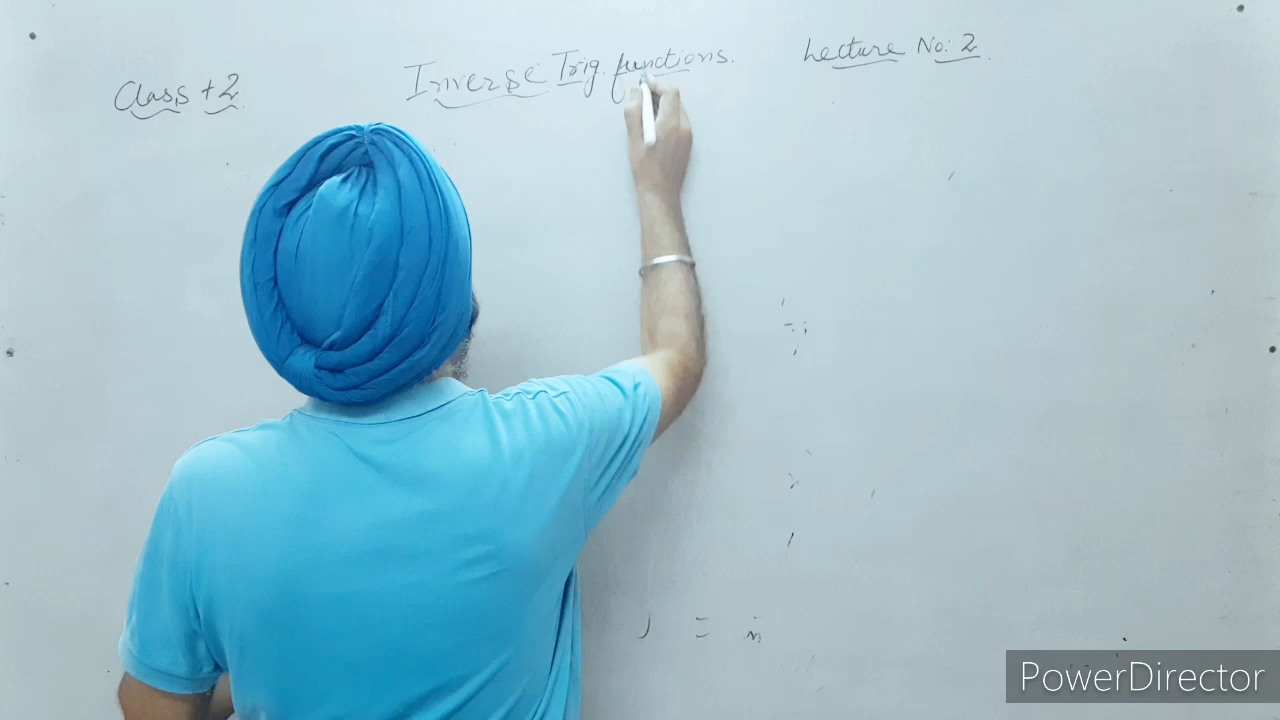 Class +2 Inverse Trig. functions. Lecture No: 2
PowerDirector